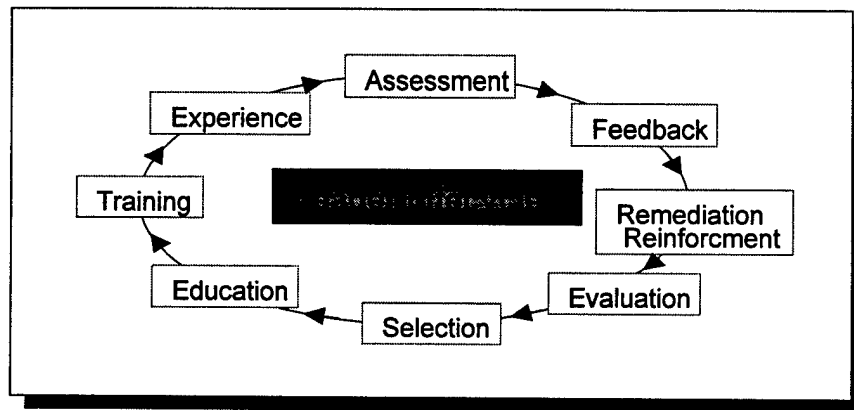 Assessment
Experience
Feedback
Training
Remediation
Reinforcment
Education
Evaluation
Selection